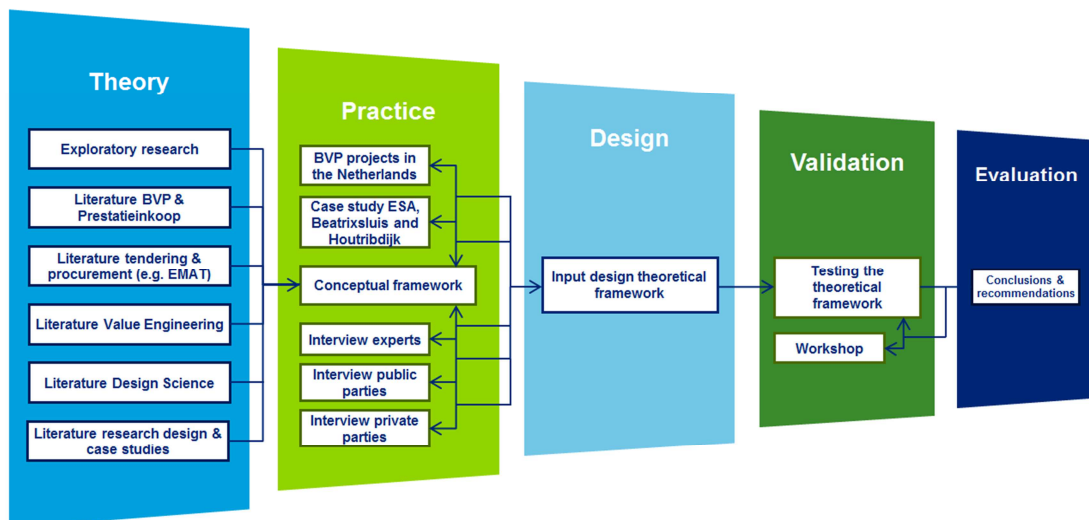 Theory
Exploratory research
Literature BVP &
Prestatieinkoop
Literature tendering &
procurement (e.g. EMAT)
Literature Value Engineering
Literature Design Science
Literature research design &
case studies
Practice
BVP projects in
the Netherlands
Case study ESA,
Beatrixsluis and
Houtribdijk
Conceptual framework
Interview experts
Interview public
parties
Interview private
parties
Design
Input design theoretical
framework
Validation
Testing the
theoretical
framework
Workshop
Evaluation
Conclusions &
recommendations